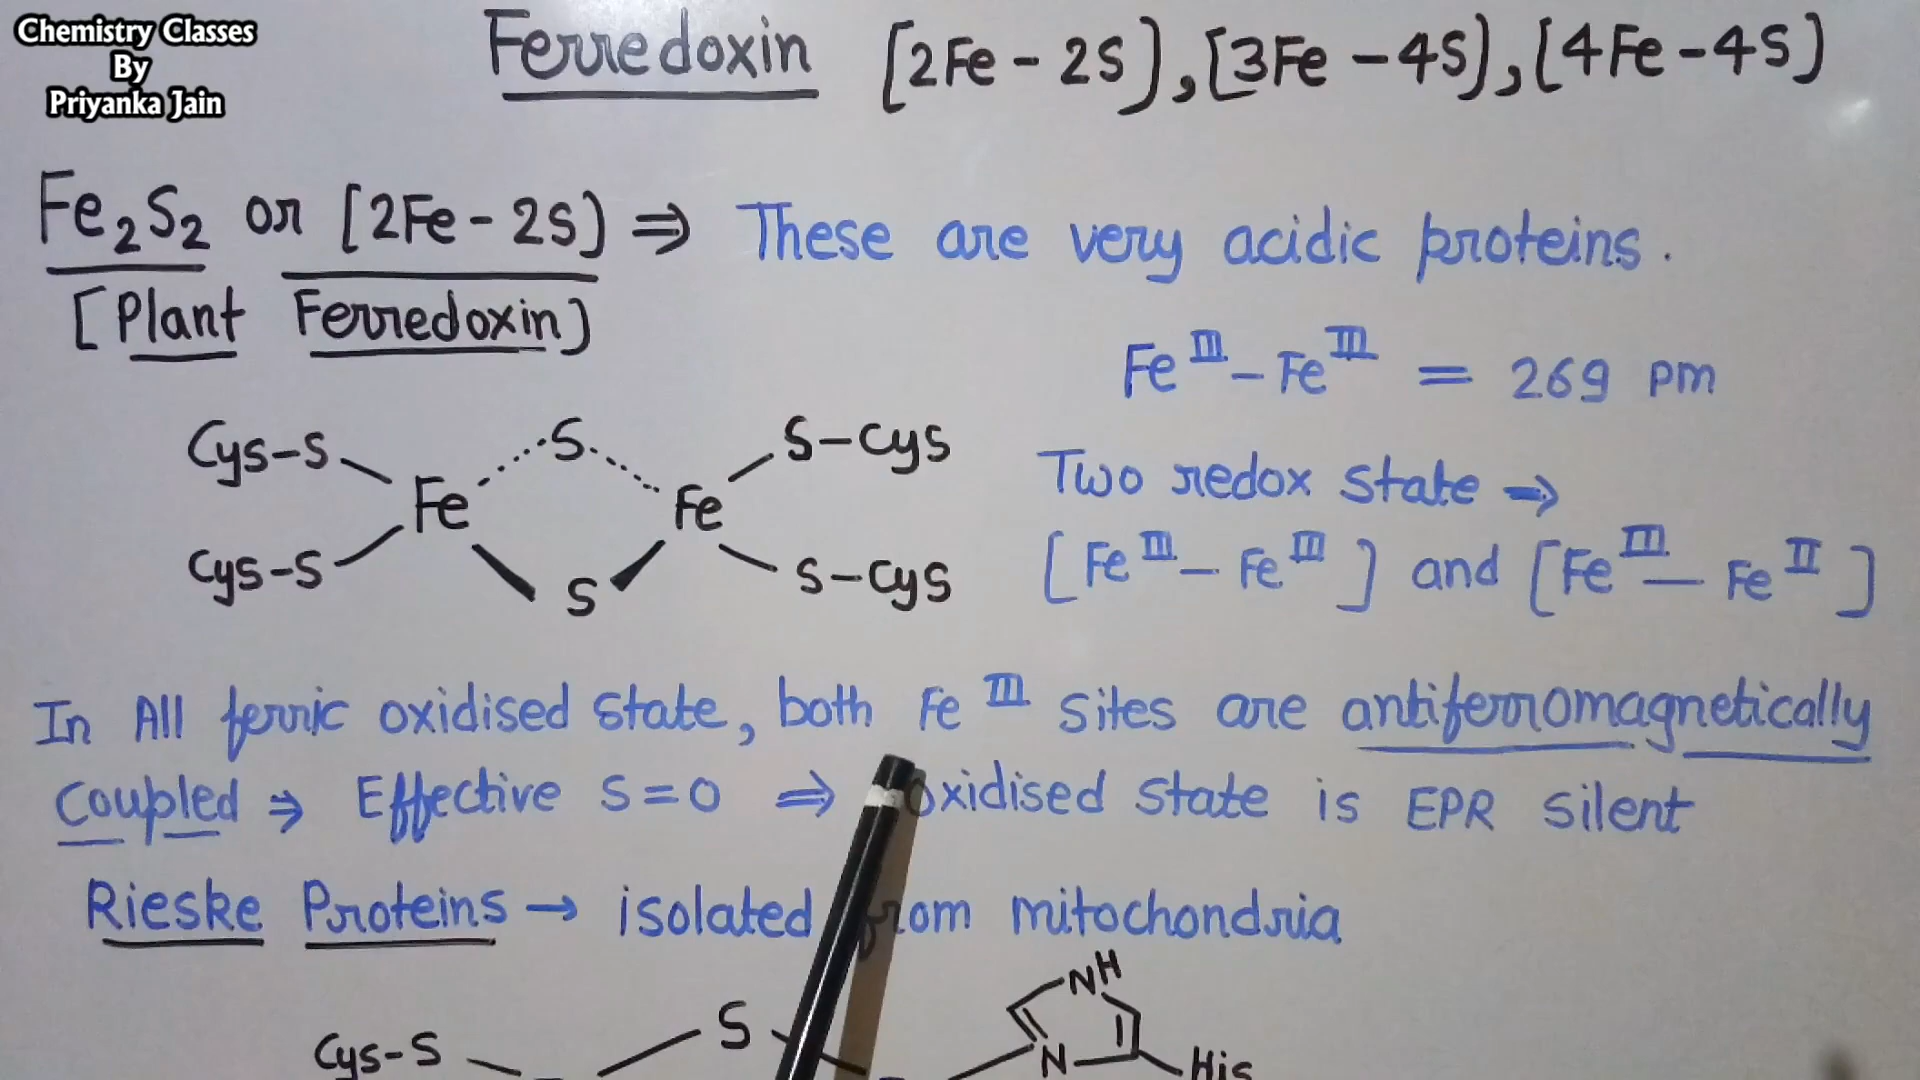 Chemistry Classes
By
Priyanka Jain
Ferredoxin [2Fe-2S], [3Fe-4S], [4Fe-4S]
Fe₂S₂ or [2Fe-2S] ⇒ These are very acidic proteins.
[Plant Ferredoxin]
Feᴵᴵᴵ-Feᴵᴵᴵ = 269 pm
Cys-S S S-Cys
Fe Fe
Cys-S S S-Cys
Two redox state →
[Feᴵᴵᴵ-Feᴵᴵᴵ] and [Feᴵᴵᴵ-Feᴵᴵ]
In All ferric oxidised state, both Feᴵᴵᴵ sites are antiferromagnetically
Coupled ⇒ Effective S=0 ⇒ oxidised state is EPR silent
Rieske Proteins → isolated from mitochondria
Cys-S S N NH His